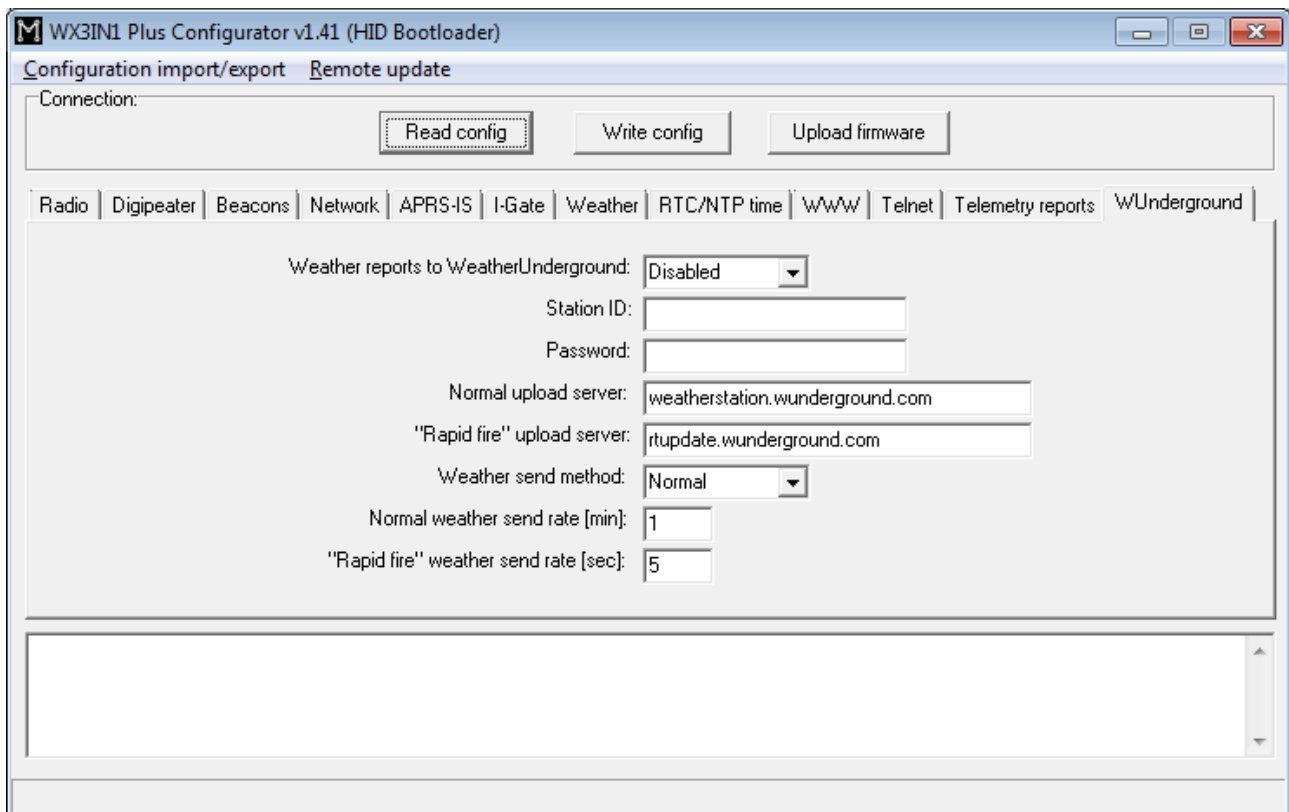 WX3IN1 Plus Configurator v1.41 (HID Bootloader)
Configuration import/export Remote update
Connection:
Read config Write config Upload firmware
Radio Digipeater Beacons Network APRS-IS I-Gate Weather RTC/NTP time WWW Telnet Telemetry reports WUnderground
Weather reports to WeatherUnderground: Disabled
Station ID:
Password:
Normal upload server: weatherstation.wunderground.com
"Rapid fire" upload server: rtupdate.wunderground.com
Weather send method: Normal
Normal weather send rate [min]: 1
"Rapid fire" weather send rate [sec]: 5